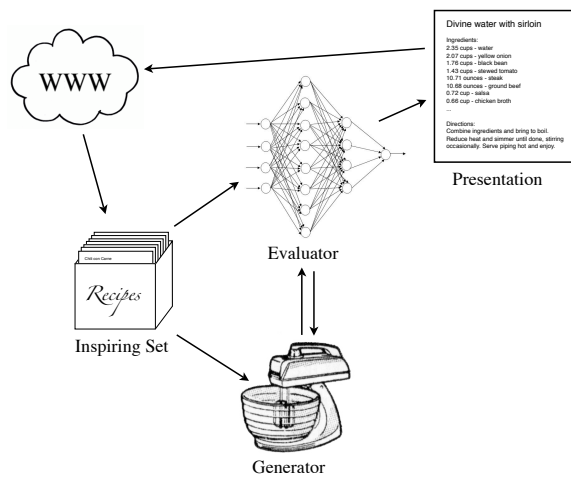 WWW
Divine water with sirloin
Ingredients:
2.35 cups - water
2.07 cups - yellow onion
1.76 cups - black bean
1.43 cups - stewed tomato
10.71 ounces - steak
10.68 ounces - ground beef
0.72 cup - salsa
0.66 cup - chicken broth
...
Directions:
Combine ingredients and bring to boil.
Reduce heat and simmer until done, stirring
occasionally. Serve piping hot and enjoy.
Presentation
Evaluator
Chili con Carne
Recipes
Inspiring Set
Generator